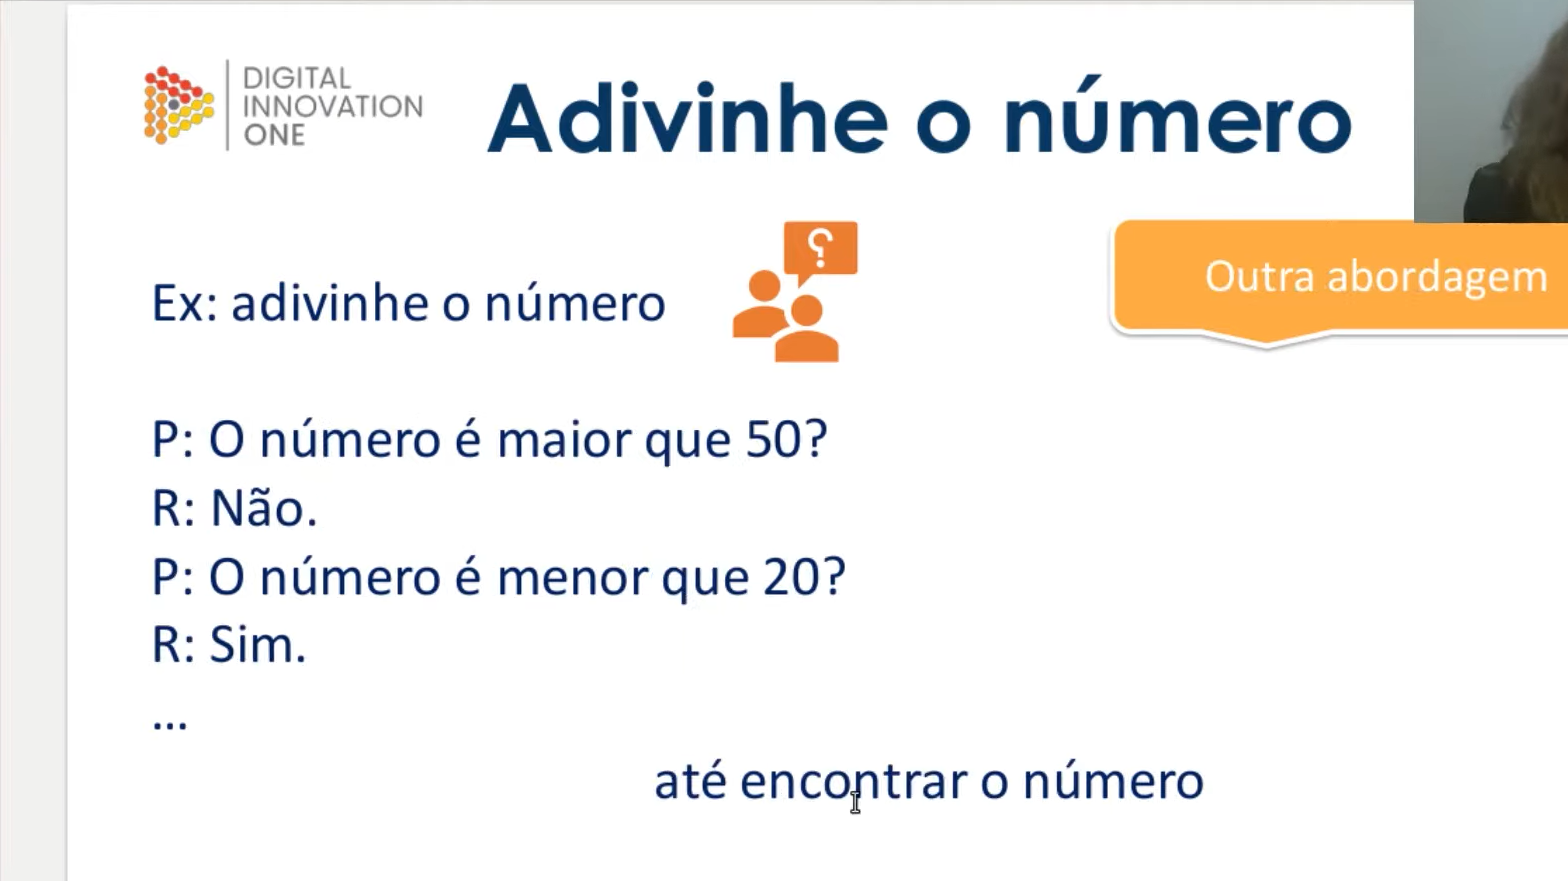 DIGITAL
INNOVATION
ONE
Adivinhe o número
?
Outra abordagem
Ex: adivinhe o número
P: O número é maior que 50?
R: Não.
P: O número é menor que 20?
R: Sim.
...
até encontrar o número